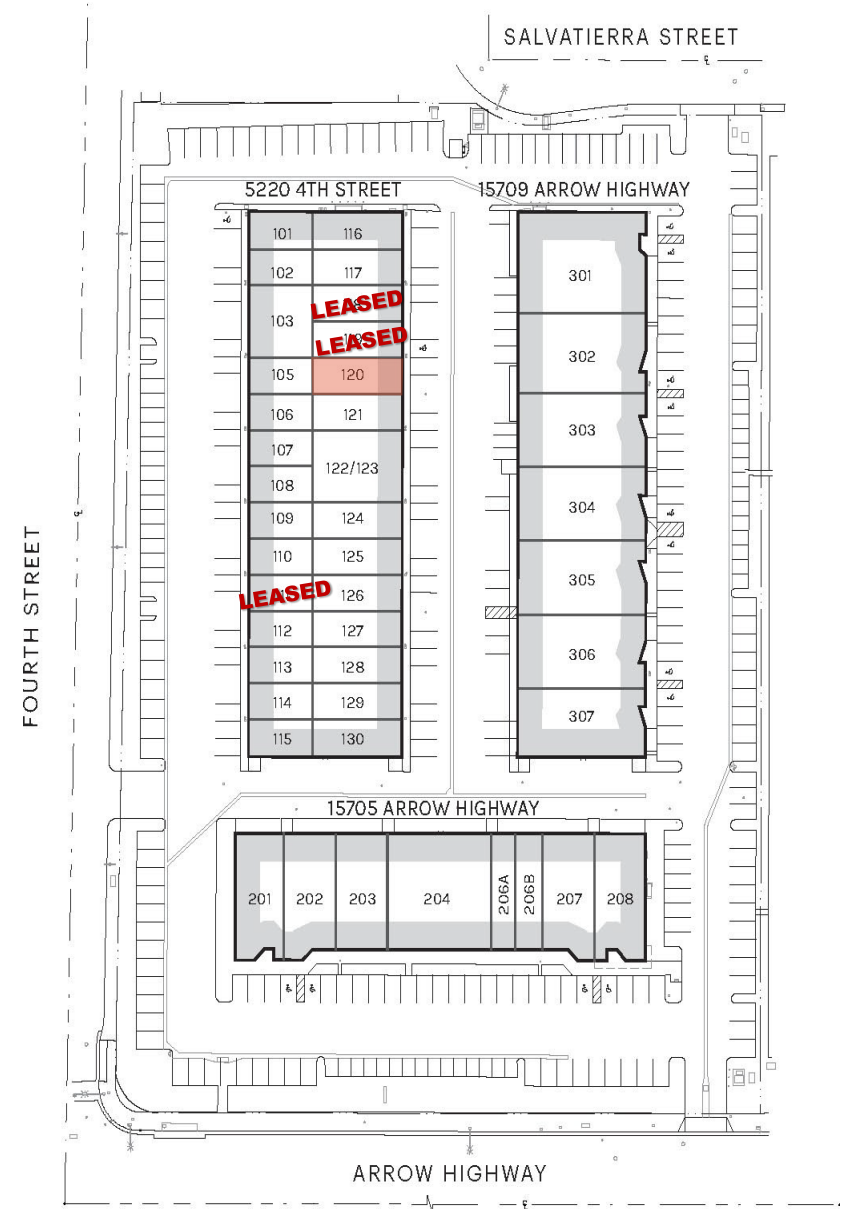 SALVATIERRA STREET
5220 4TH STREET
15709 ARROW HIGHWAY
101 116
102 117
103
LEASED
LEASED
105 120
106 121
107
122/123
108
109 124
110 125
LEASED
126
112 127
113 128
114 129
115 130
301
302
303
304
305
306
307
FOURTH STREET
15705 ARROW HIGHWAY
201 202 203 204 206A 206B 207 208
ARROW HIGHWAY